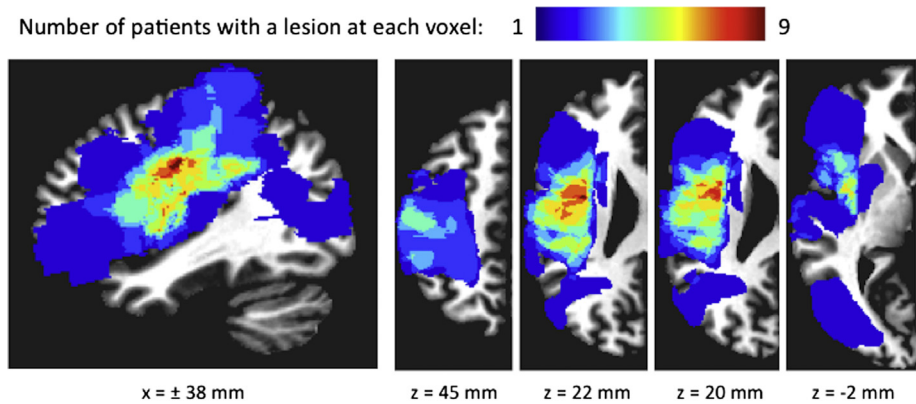 Number of patients with a lesion at each voxel: 1 9
x = ± 38 mm z = 45 mm z = 22 mm z = 20 mm z = -2 mm